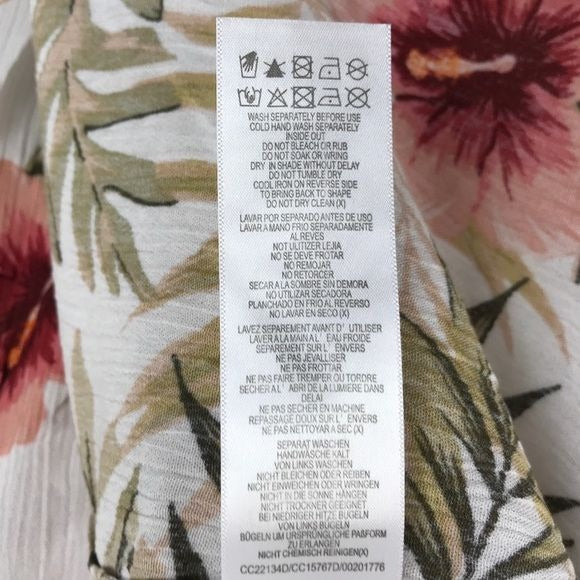 WASH SEPARATELY BEFORE USE
COLD HAND WASH SEPARATELY
INSIDE OUT
DO NOT BLEACH OR RUB
DO NOT SOAK OR WRING
DRY IN SHADE WITHOUT DELAY
DO NOT TUMBLE DRY
COOL IRON ON REVERSE SIDE
TO BRING BACK TO SHAPE
DO NOT DRY CLEAN (X)
LAVAR POR SEPARADO ANTES DE USO
LAVAR A MANO FRIO SEPARADAMENTE
AL REVES
NOT ULITIZER LEJIA
NO SE DEVE FROTAR
NO REMOJAR
NO RETORCER
SECAR A LA SOMBRE SIN DEMORA
NO UTILIZAR SECADORA
PLANCHADO EN FRIO AL REVERSO
NO LAVAR EN SECO (X)
LAVEZ SEPAREMENT AVANT D' UTILISER
LAVER A LA MAIN A L' EAU FROIDE
SEPAREMENT SUR L' ENVERS
NE PAS JEVALLISER
NE PAS FROTTAR
NE PAS FAIRE TREMPER OU TORDRE
SECHER A L' ABRI DE LA LUMIERE DANS
DELAI
NE PAS SECHER EN MACHINE
REPASSAGE DOUX SUR L' ENVERS
NE PAS NETTOYER A SEC (X)
SEPARAT WASCHEN
HANDWÄSCHE KALT
VON LINKS WASCHEN
NICHT BLEICHEN ODER REIBEN
NICHT EINWEICHEN ODER WRINGEN
NICHT IN DIE SONNE HÄNGEN
NICHT TROCKNER GEEIGNET
BEI NIEDRIGER HITZE BUGELN
VON LINKS BUGELN
BÜGELN UM URSPRÜNGLICHE PASFORM
ZU ERLANGEN
NICHT CHEMISCH REINIGEN(X)
CC22134D/CC15767D/00201776